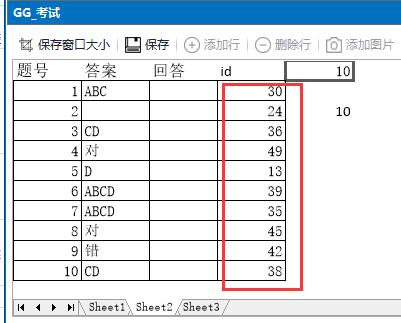 GG_考试
保存窗口大小 保存 添加行 删除行 添加图片
题号 答案 回答 id 10
1 ABC 30
2 24 10
3 CD 36
4 对 49
5 D 13
6 ABCD 39
7 ABCD 35
8 对 45
9 错 42
10 CD 38
Sheet1 Sheet2 Sheet3